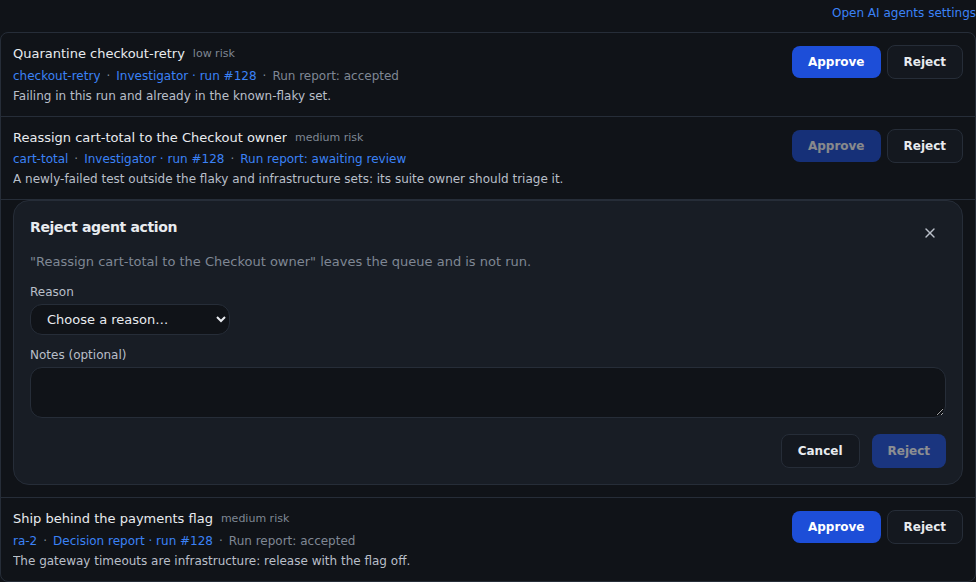 Open AI agents settings
Quarantine checkout-retry low risk
checkout-retry · Investigator · run #128 · Run report: accepted
Failing in this run and already in the known-flaky set.
Approve Reject
Reassign cart-total to the Checkout owner medium risk
cart-total · Investigator · run #128 · Run report: awaiting review
A newly-failed test outside the flaky and infrastructure sets: its suite owner should triage it.
Approve Reject
Reject agent action
"Reassign cart-total to the Checkout owner" leaves the queue and is not run.
Reason
Choose a reason...
Notes (optional)
Cancel Reject
Ship behind the payments flag medium risk
ra-2 · Decision report · run #128 · Run report: accepted
The gateway timeouts are infrastructure: release with the flag off.
Approve Reject